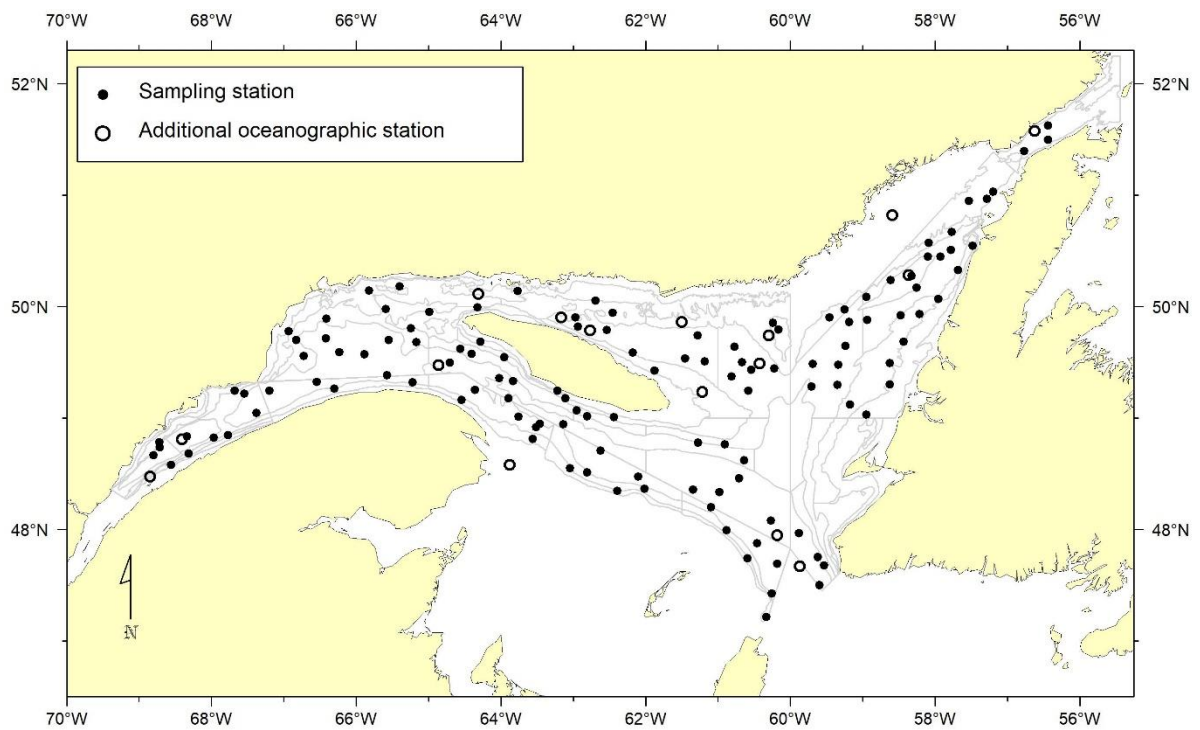 70°W 68°W 66°W 64°W 62°W 60°W 58°W 56°W
52°N 52°N
Sampling station
Additional oceanographic station
50°N 50°N
48°N 48°N
N
70°W 68°W 66°W 64°W 62°W 60°W 58°W 56°W